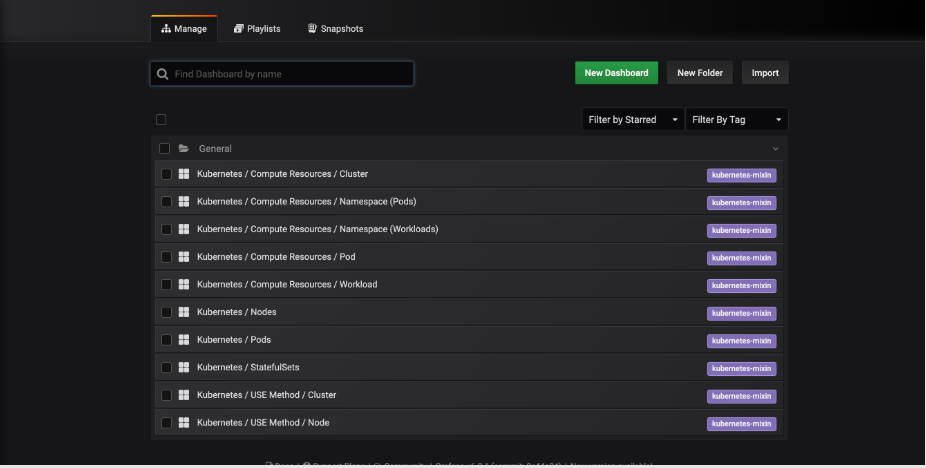 Manage Playlists Snapshots
Find Dashboard by name
New Dashboard New Folder Import
Filter by Starred Filter By Tag
General
Kubernetes / Compute Resources / Cluster kubernetes-mixin
Kubernetes / Compute Resources / Namespace (Pods) kubernetes-mixin
Kubernetes / Compute Resources / Namespace (Workloads) kubernetes-mixin
Kubernetes / Compute Resources / Pod kubernetes-mixin
Kubernetes / Compute Resources / Workload kubernetes-mixin
Kubernetes / Nodes kubernetes-mixin
Kubernetes / Pods kubernetes-mixin
Kubernetes / StatefulSets kubernetes-mixin
Kubernetes / USE Method / Cluster kubernetes-mixin
Kubernetes / USE Method / Node kubernetes-mixin